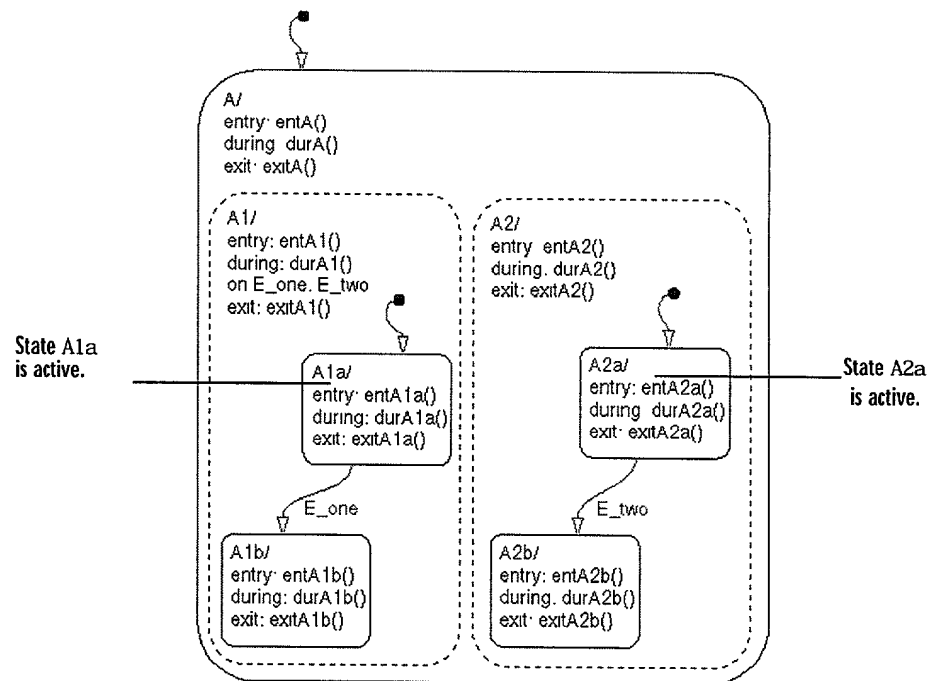 A/
entry· entA()
during durA()
exit· exitA()
A1/
entry: entA1()
during: durA1()
on E_one. E_two
exit: exitA1()
A2/
entry entA2()
during. durA2()
exit: exitA2()
State A1a
is active.
A1a/
entry· entA1a()
during: durA1a()
exit: exitA1a()
A2a/
entry: entA2a()
during durA2a()
exit· exitA2a()
State A2a
is active.
E_one
E_two
A1b/
entry· entA1b()
during: durA1b()
exit: exitA1b()
A2b/
entry: entA2b()
during. durA2b()
exit· exitA2b()